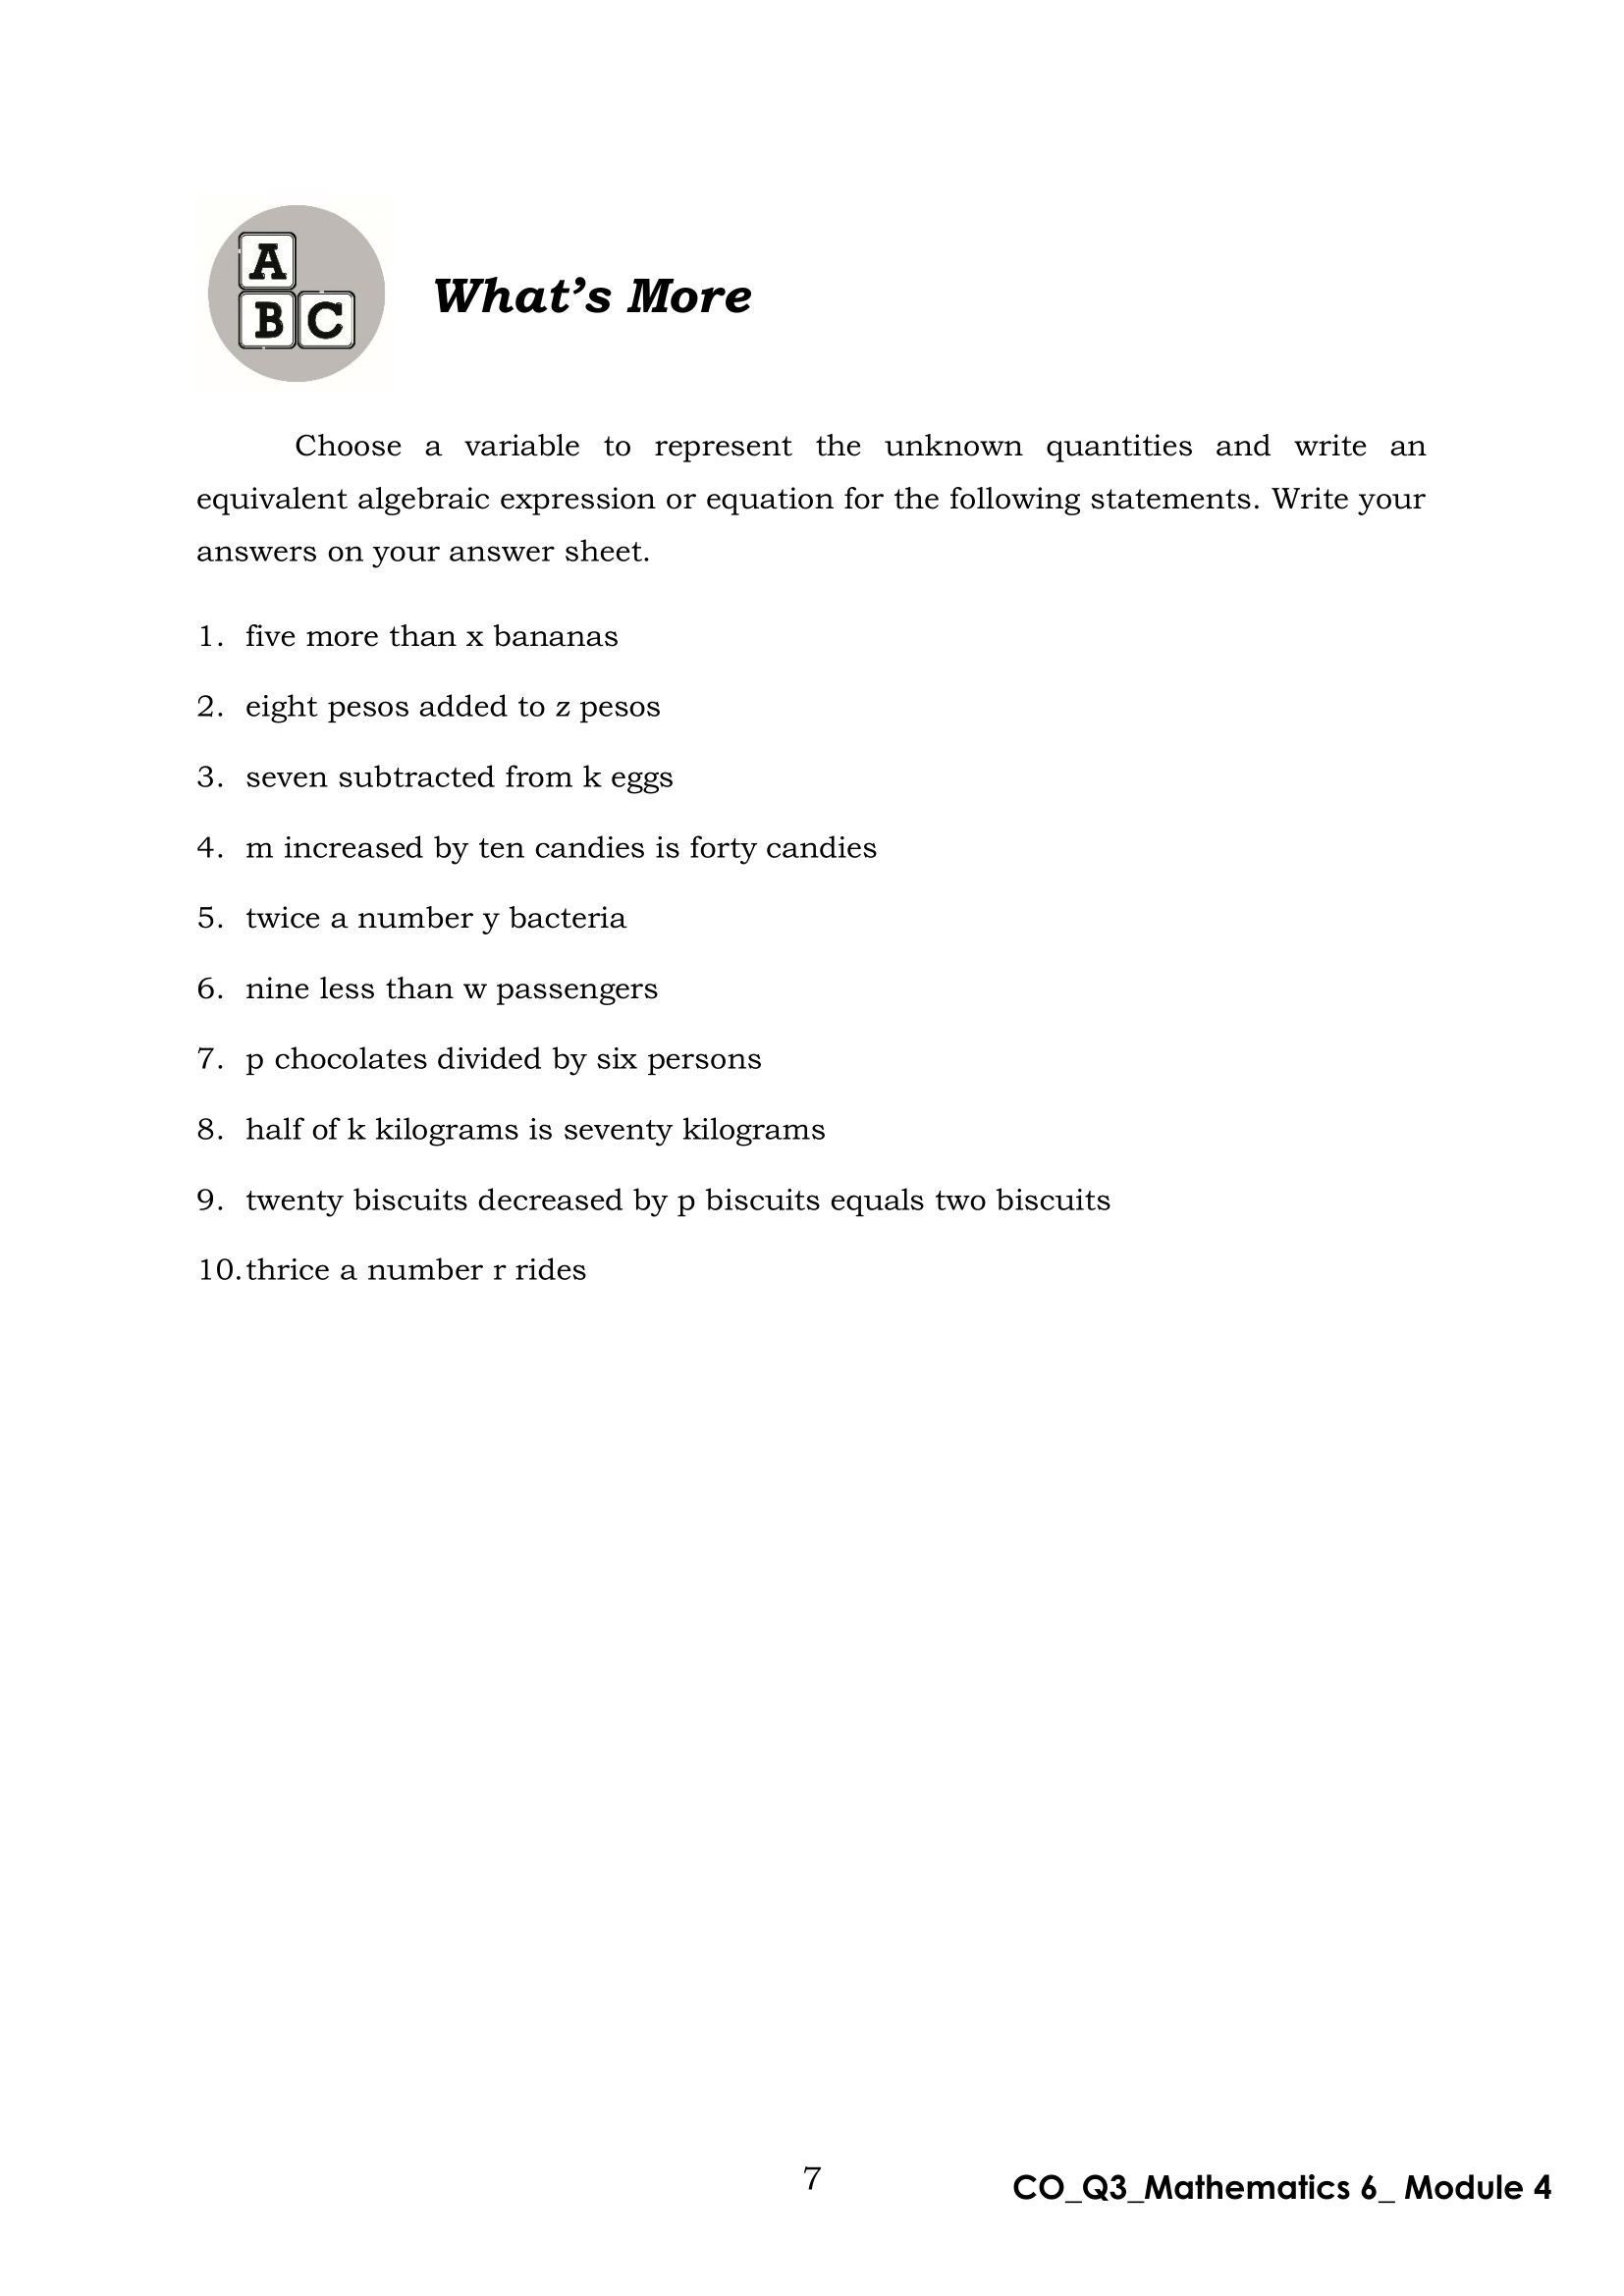 A
B C
What’s More
Choose a variable to represent the unknown quantities and write an
equivalent algebraic expression or equation for the following statements. Write your
answers on your answer sheet.
1. five more than x bananas
2. eight pesos added to z pesos
3. seven subtracted from k eggs
4. m increased by ten candies is forty candies
5. twice a number y bacteria
6. nine less than w passengers
7. p chocolates divided by six persons
8. half of k kilograms is seventy kilograms
9. twenty biscuits decreased by p biscuits equals two biscuits
10. thrice a number r rides
7
CO_Q3_Mathematics 6_ Module 4